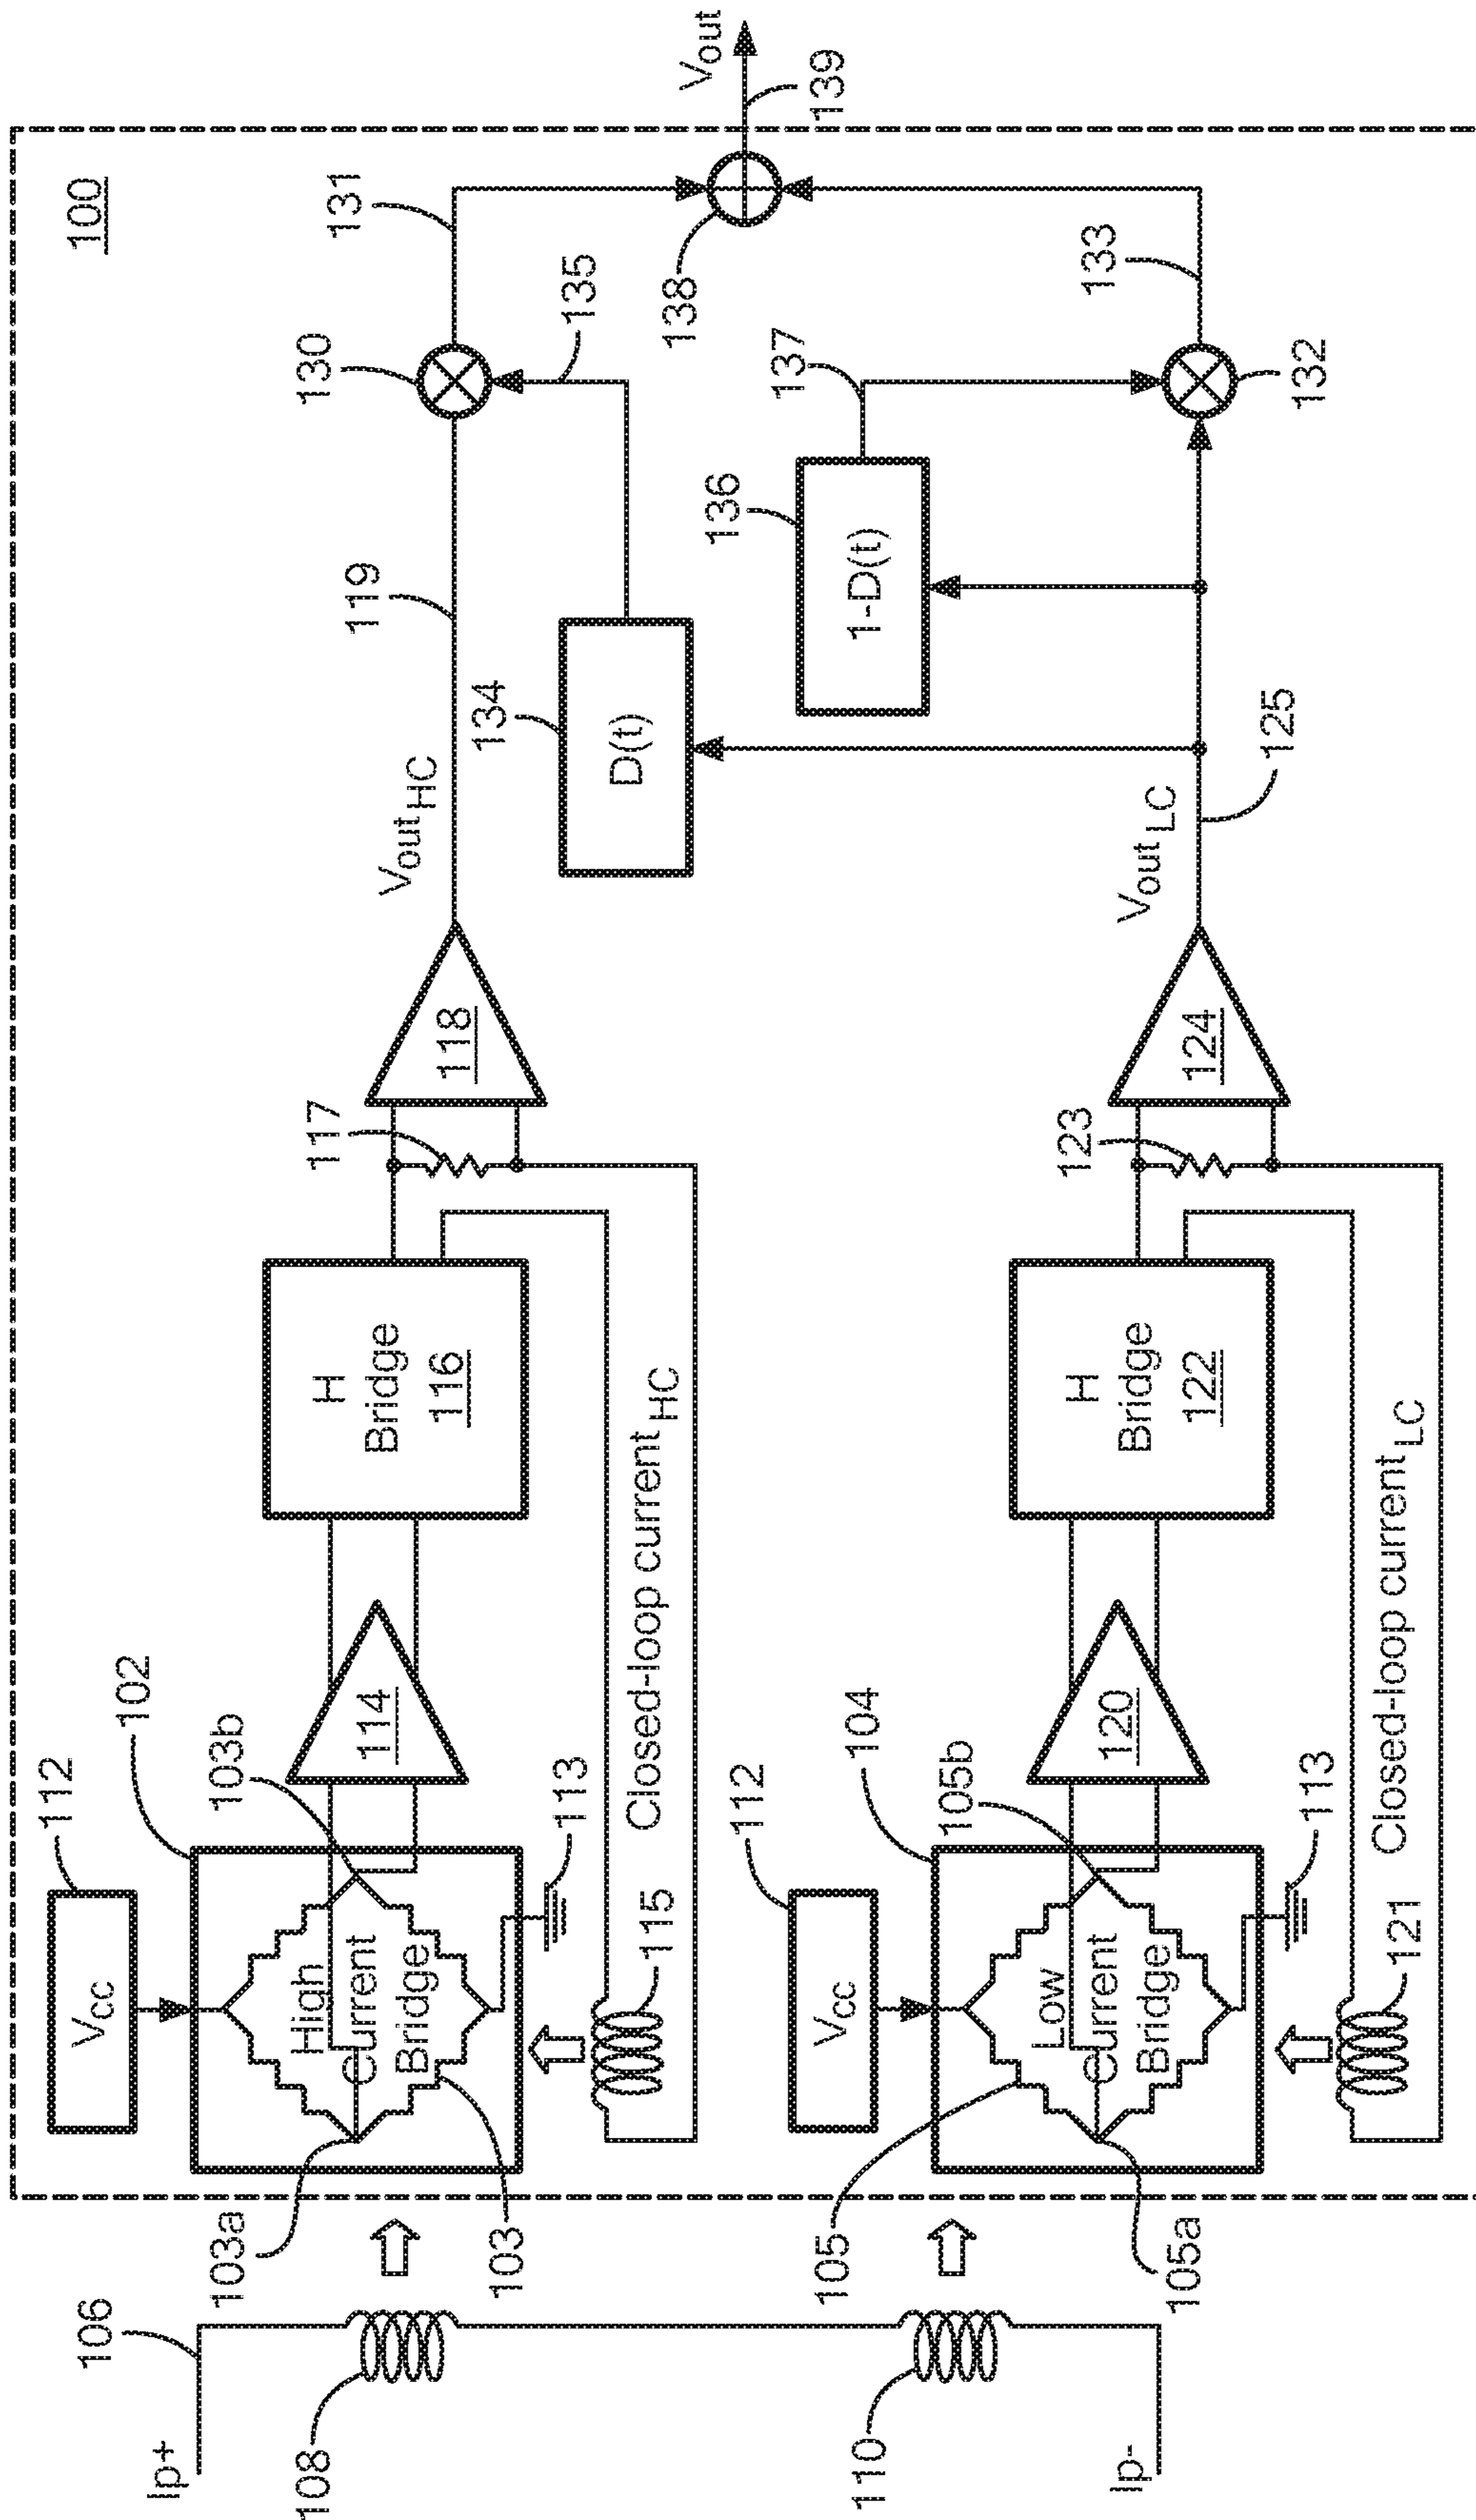 100
Ip+
106
108
110
Ip-
112
Vcc
102
103a
103
103b
High
Current
Bridge
113
115
114
H
Bridge
116
Closed-loop currentHC
117
118
VoutHC
119
134
D(t)
135
130
131
138
Vout
139
112
Vcc
104
105
105a
105b
Low
Current
Bridge
113
121
120
H
Bridge
122
Closed-loop currentLC
123
124
VoutLC
125
136
1-D(t)
137
132
133